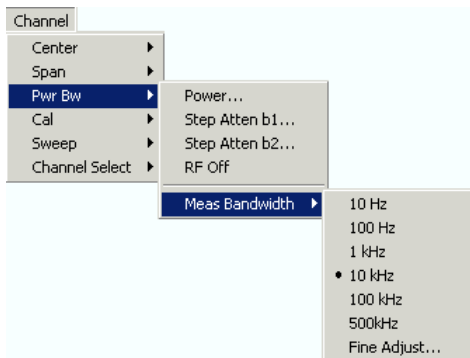 Channel
Center
Span
Pwr Bw
Cal
Sweep
Channel Select
Power...
Step Atten b1...
Step Atten b2...
RF Off
Meas Bandwidth
10 Hz
100 Hz
1 kHz
10 kHz
100 kHz
500kHz
Fine Adjust...